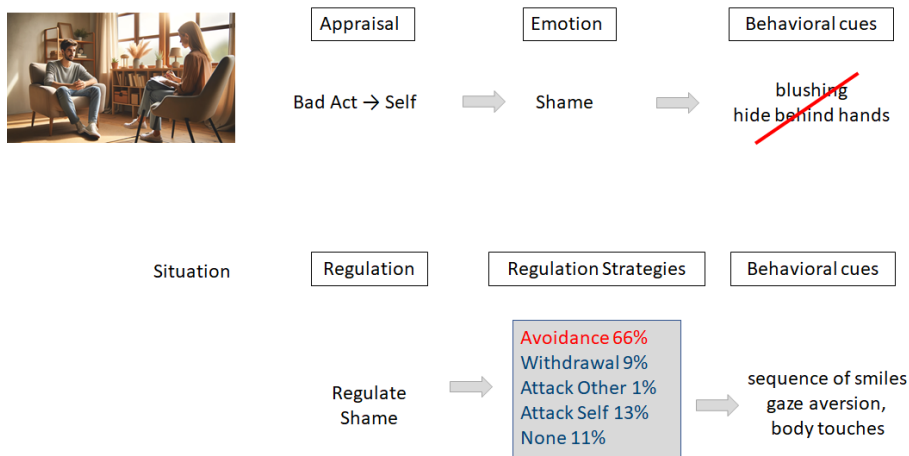 Appraisal
Emotion
Behavioral cues
Bad Act → Self
Shame
blushing
hide behind hands
Situation
Regulation
Regulation Strategies
Behavioral cues
Regulate
Shame
Avoidance 66%
Withdrawal 9%
Attack Other 1%
Attack Self 13%
None 11%
sequence of smiles
gaze aversion,
body touches